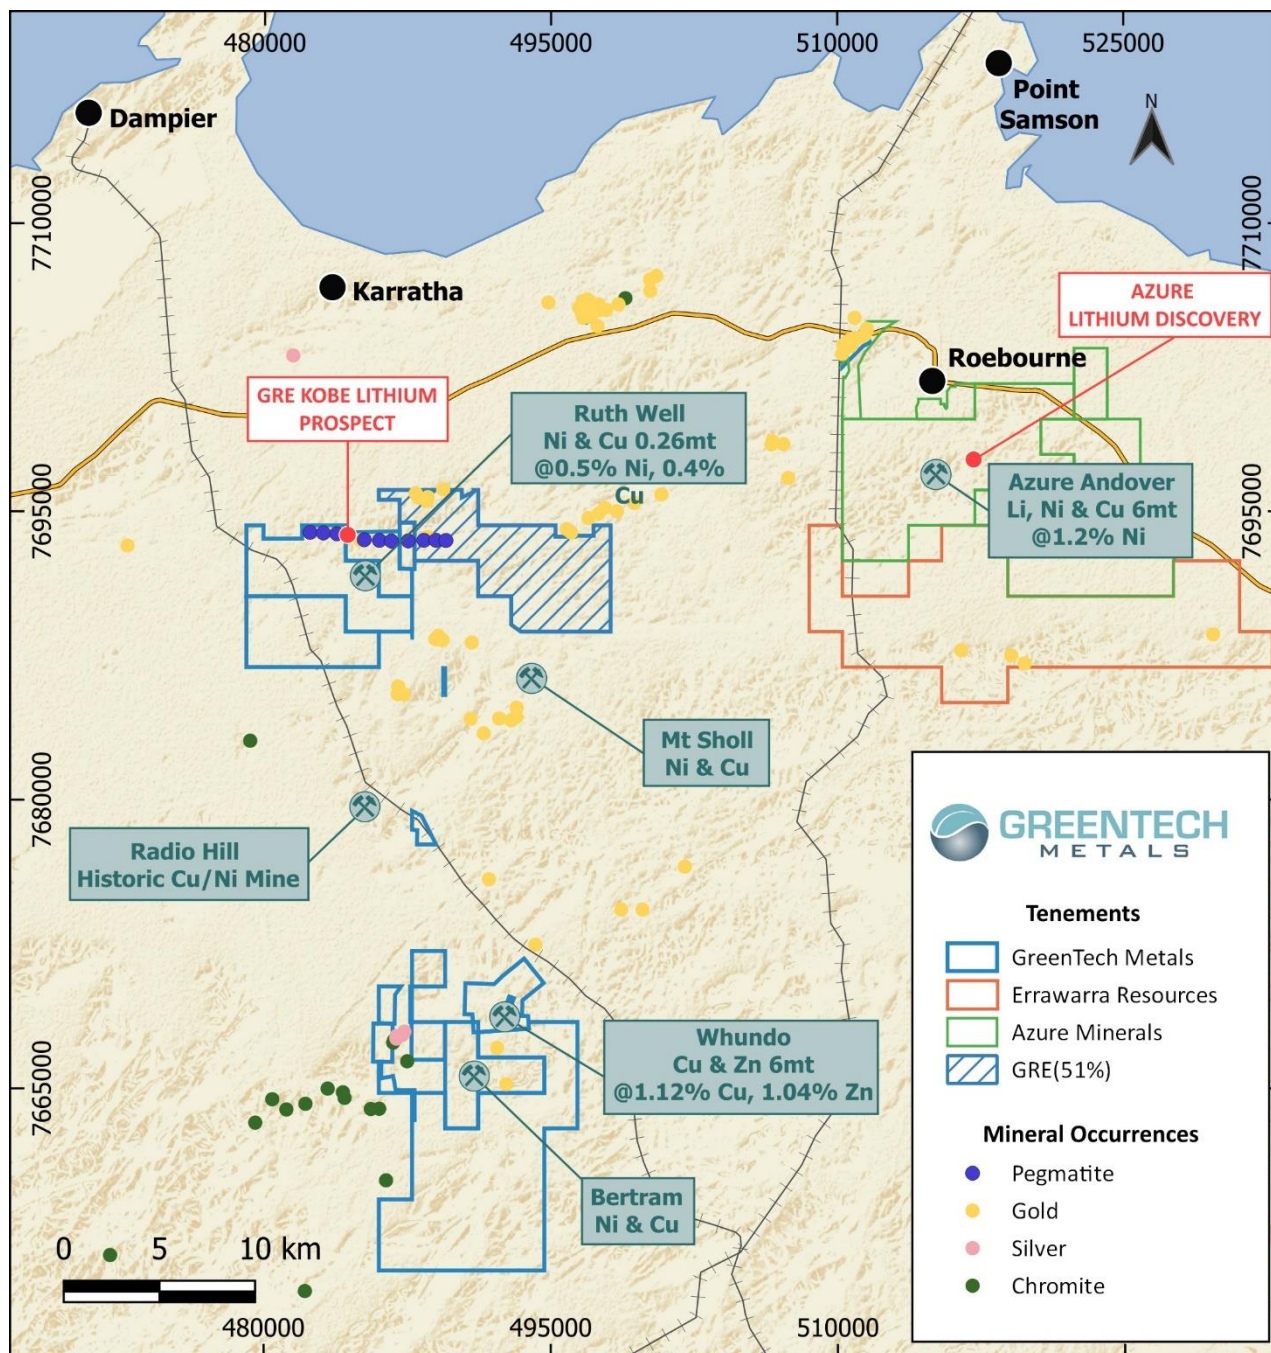 480000
495000
510000
525000
Dampier
Point
Samson
N
7710000
7710000
Karratha
AZURE
LITHIUM DISCOVERY
Roebourne
GRE KOBE LITHIUM
PROSPECT
Ruth Well
Ni & Cu 0.26mt
@0.5% Ni, 0.4%
Cu
Azure Andover
Li, Ni & Cu 6mt
@1.2% Ni
7695000
7695000
Mt Sholl
Ni & Cu
7680000
Radio Hill
Historic Cu/Ni Mine
GREENTECH
METALS
Tenements
GreenTech Metals
Errawarra Resources
Azure Minerals
GRE(51%)
Whundo
Cu & Zn 6mt
@1.12% Cu, 1.04% Zn
7665000
Mineral Occurrences
Pegmatite
Gold
Silver
Chromite
Bertram
Ni & Cu
0 5 10 km
480000
495000
510000